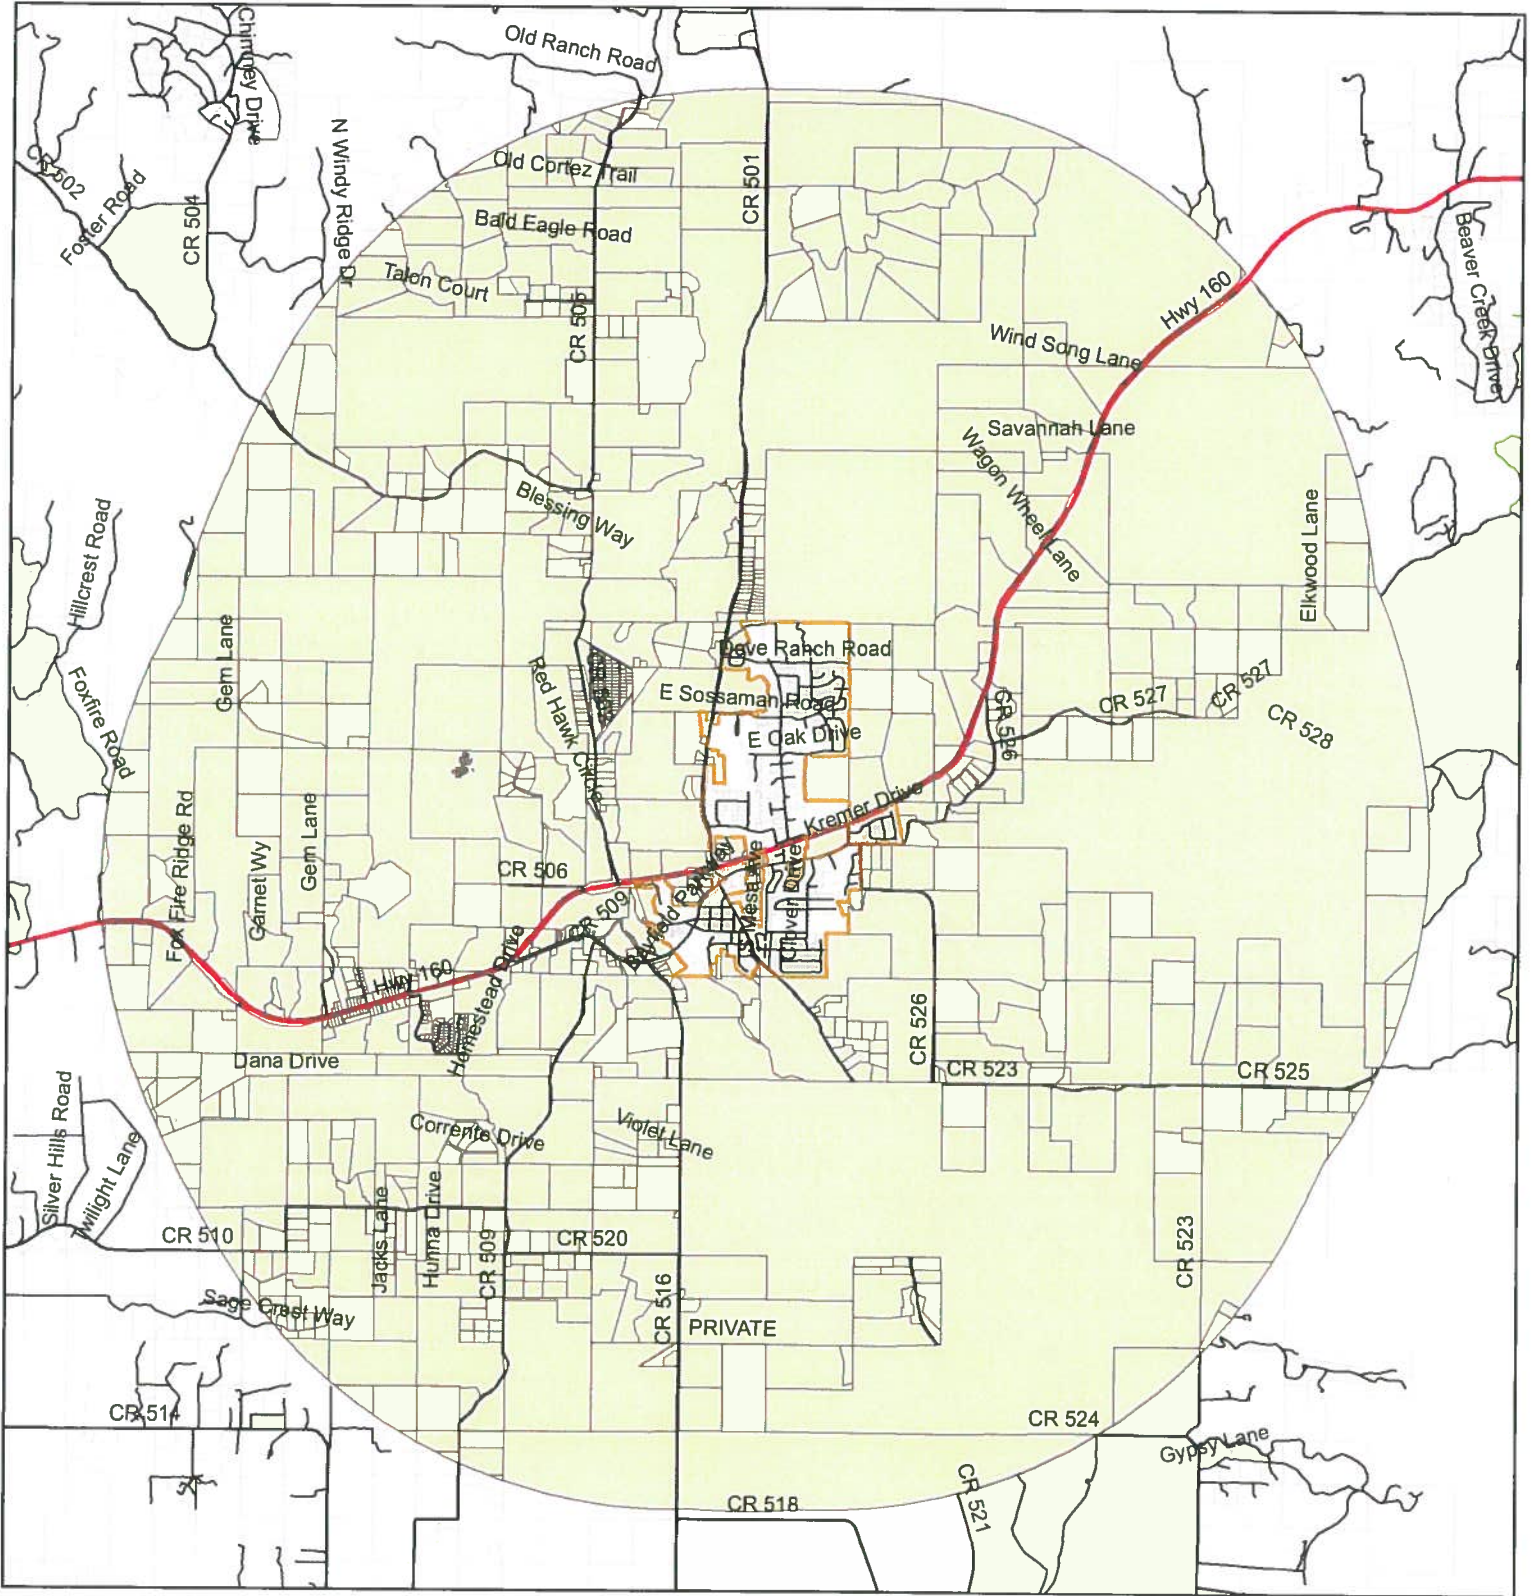 Old Ranch Road
Chimney Drive
CR 502
Foster Road
CR 504
N Windy Ridge Dr
Old Cortez Trail
CR 501
Bald Eagle Road
Talon Court
CR 505
Hwy 160
Beaver Creek Drive
Wind Song Lane
Savannah Lane
Wagon Wheel Lane
Blessing Way
Elkwood Lane
Hillcrest Road
Gem Lane
Dove Ranch Road
Foxfire Road
Red Hawk Circle
E Sossaman Road
CR 527
CR 527
CR 528
CR 526
E Oak Drive
Kremer Drive
Fox Fire Ridge Rd
Garnet Wy
Gem Lane
CR 506
CR 509
Bayfield Parkway
S Mesa Ave
Clover Drive
Hwy 160
Homestead Drive
CR 526
Dana Drive
CR 523
CR 525
Silver Hills Road
Twilight Lane
Corrente Drive
Violet Lane
CR 510
Jacks Lane
Hunna Drive
CR 509
CR 520
CR 523
Sage Crest Way
CR 516
PRIVATE
CR 514
CR 524
Gypsy Lane
CR 518
CR 521